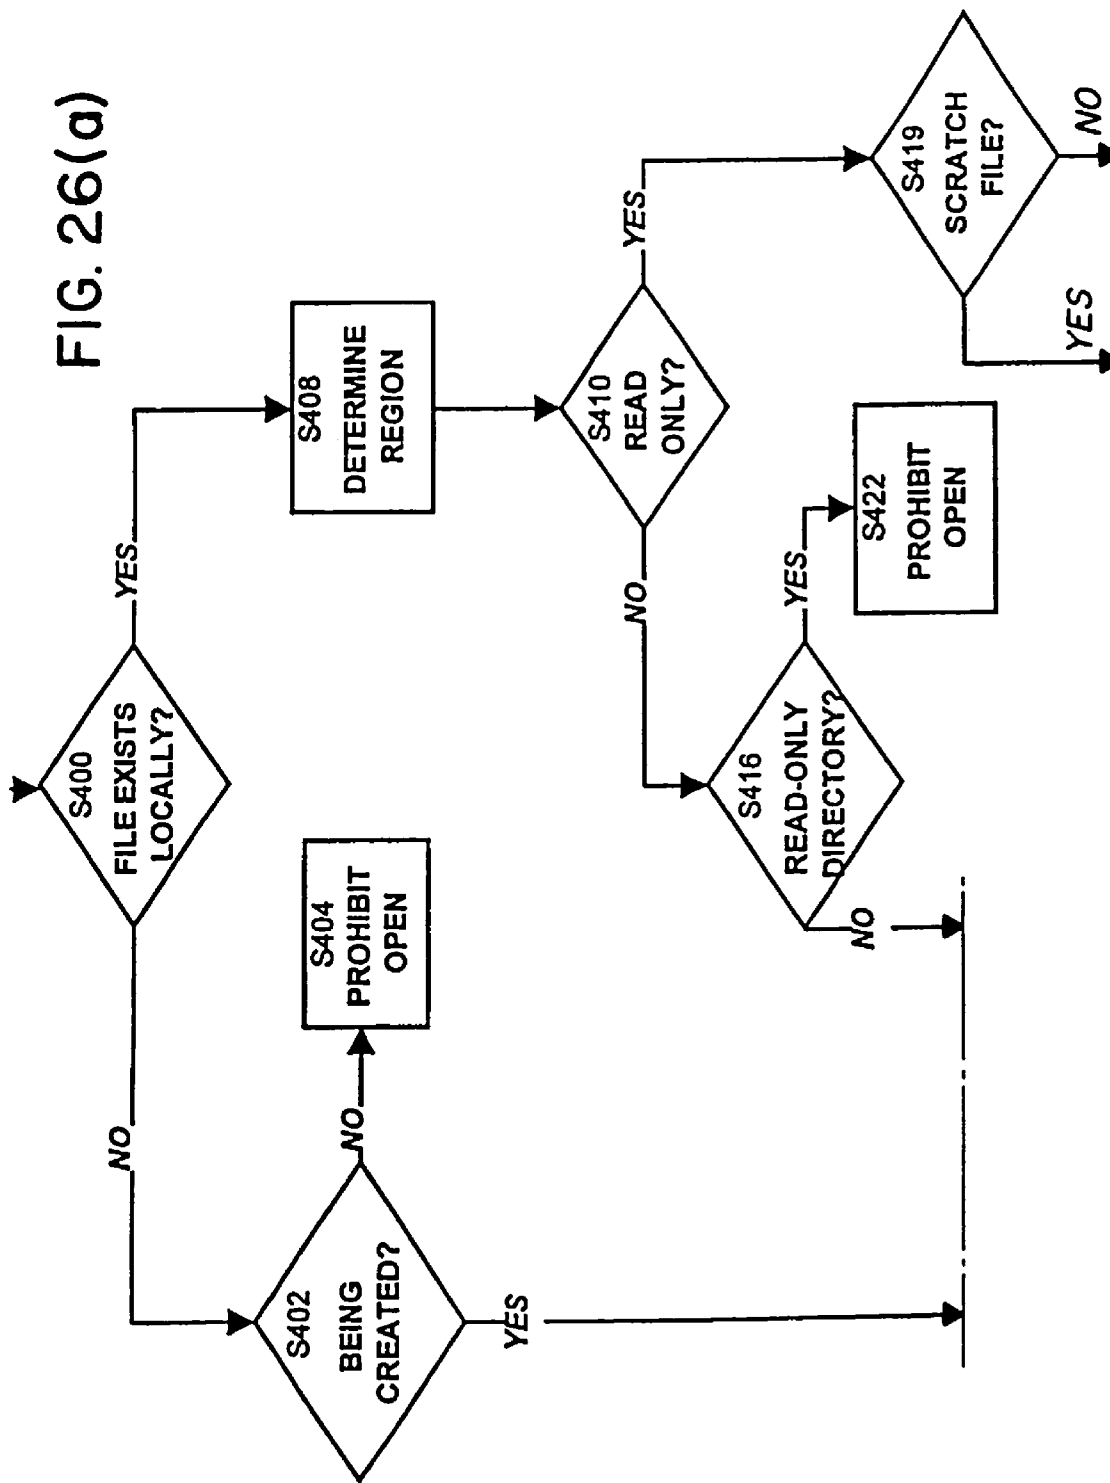 FIG. 26(a)
S400
FILE EXISTS
LOCALLY?
NO
YES
S402
BEING
CREATED?
NO
YES
S404
PROHIBIT
OPEN
S408
DETERMINE
REGION
S410
READ
ONLY?
NO
YES
S416
READ-ONLY
DIRECTORY?
YES
NO
S422
PROHIBIT
OPEN
S419
SCRATCH
FILE?
YES
NO